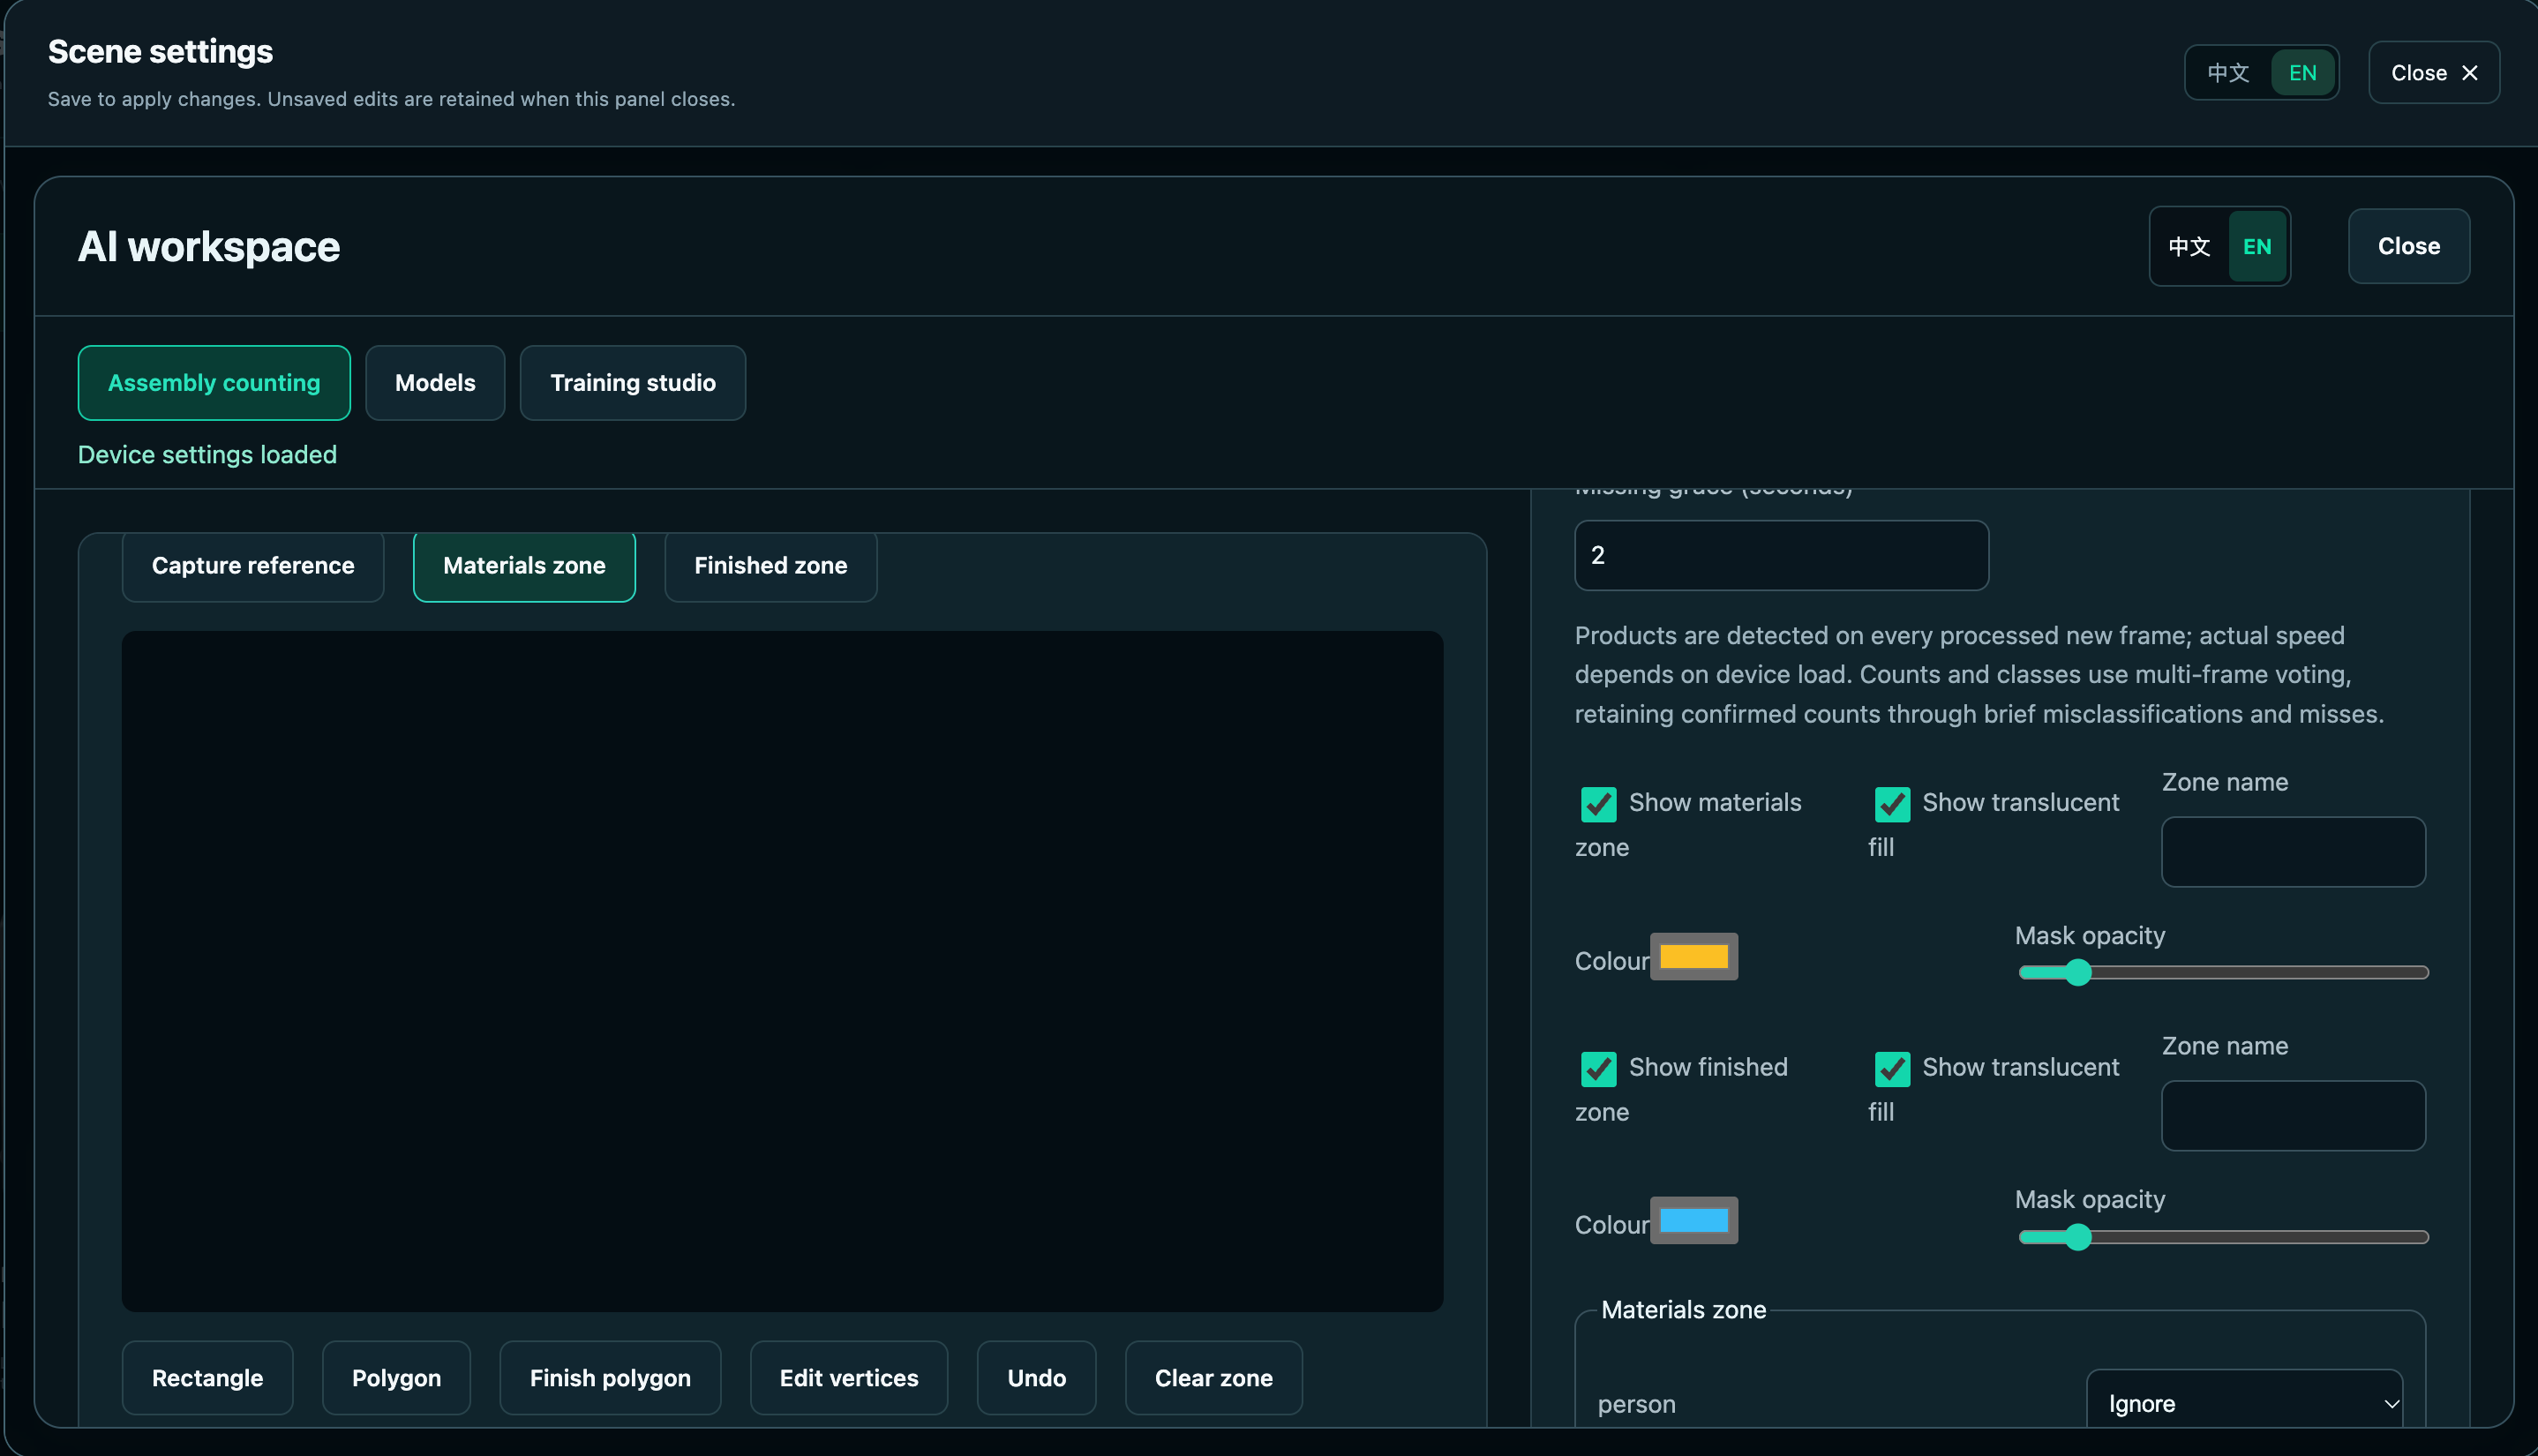 Scene settings
Save to apply changes. Unsaved edits are retained when this panel closes.
中文 EN
Close ×
AI workspace
中文 EN
Close
Assembly counting
Models
Training studio
Device settings loaded
Capture reference
Materials zone
Finished zone
Rectangle
Polygon
Finish polygon
Edit vertices
Undo
Clear zone
Missing grace (seconds)
2
Products are detected on every processed new frame; actual speed
depends on device load. Counts and classes use multi-frame voting,
retaining confirmed counts through brief misclassifications and misses.
Show materials
zone
Show translucent
fill
Zone name
Colour
Mask opacity
Show finished
zone
Show translucent
fill
Zone name
Colour
Mask opacity
Materials zone
person
Ignore